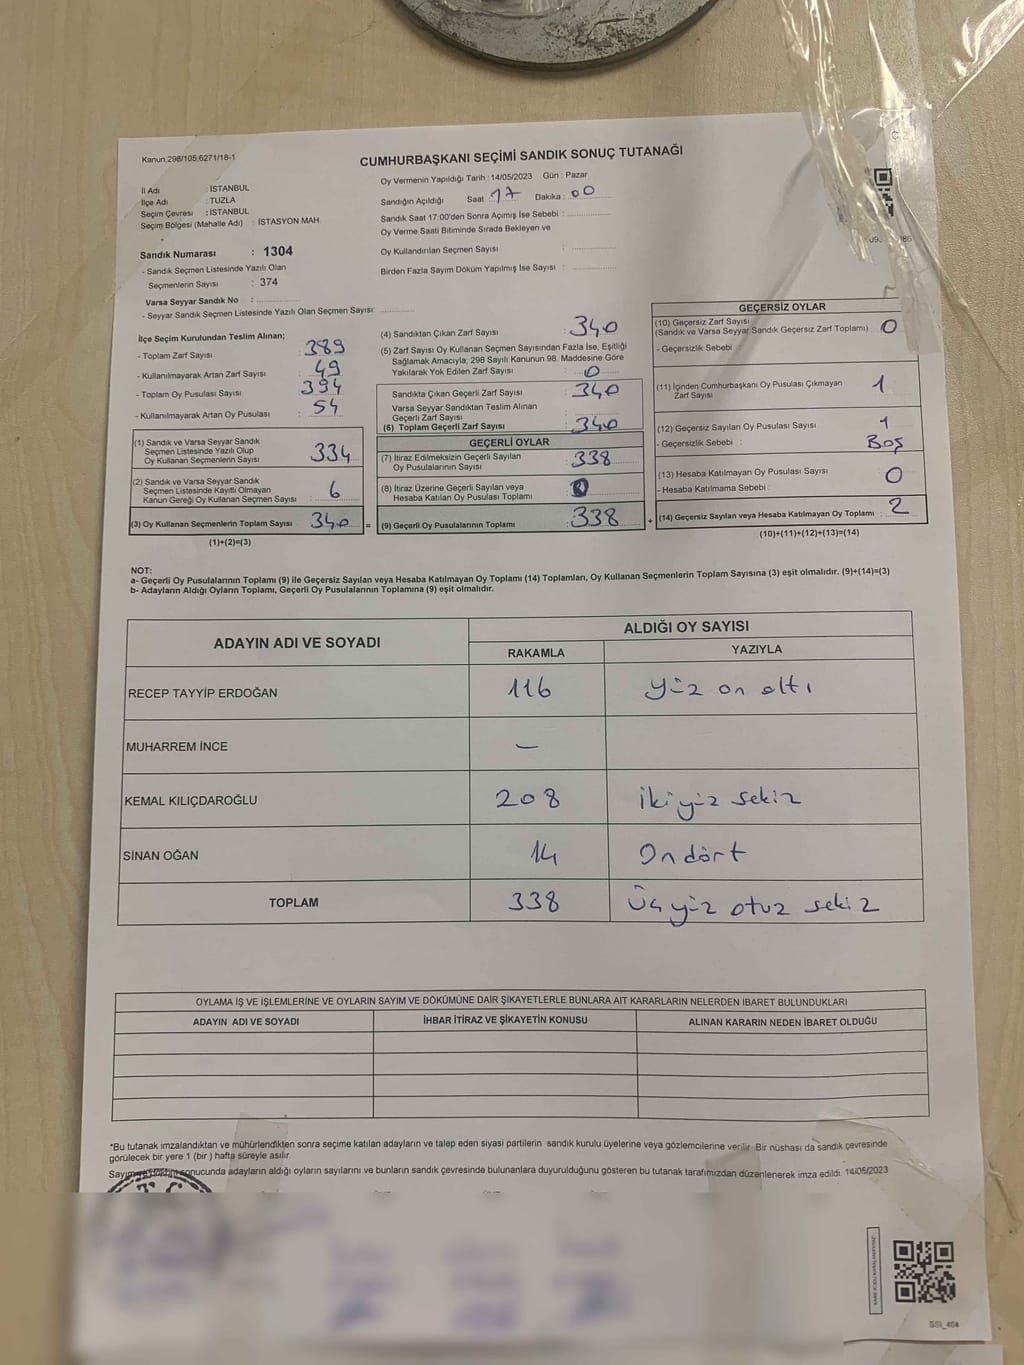 Kanun,298/105,6271/18-1
CUMHURBAŞKANI SEÇİMİ SANDIK SONUÇ TUTANAĞI
İl Adı : İSTANBUL
İlçe Adı : TUZLA
Seçim Çevresi : İSTANBUL
Seçim Bölgesi (Mahalle Adı) : İSTASYON MAH.
Oy Vermenin Yapıldığı Tarih : 14/05/2023 Gün : Pazar
Sandığın Açıldığı Saat 17 Dakika : 00
Sandık Saat 17:00'den Sonra Açımış İse Sebebi :
Oy Verme Saati Bitiminde Sırada Bekleyen ve
Oy Kullandırılan Seçmen Sayısı :
Birden Fazla Sayım Döküm Yapılmış İse Sayısı :
Sandık Numarası : 1304
- Sandık Seçmen Listesinde Yazılı Olan
Seçmenlerin Sayısı : 374
Varsa Seyyar Sandık No :
- Seyyar Sandık Seçmen Listesinde Yazılı Olan Seçmen Sayısı:
İlçe Seçim Kurulundan Teslim Alınan;
- Toplam Zarf Sayısı : 389
- Kullanılmayarak Artan Zarf Sayısı : 49
- Toplam Oy Pusulası Sayısı : 394
- Kullanılmayarak Artan Oy Pusulası : 54
(1) Sandık ve Varsa Seyyar Sandık
Seçmen Listesinde Yazılı Olup
Oy Kullanan Seçmenlerin Sayısı : 334
(2) Sandık ve Varsa Seyyar Sandık
Seçmen Listesinde Kayıtlı Olmayan
Kanun Gereği Oy Kullanan Seçmen Sayısı : 6
(3) Oy Kullanan Seçmenlerin Toplam Sayısı : 340 =
(1)+(2)=(3)
(4) Sandıktan Çıkan Zarf Sayısı : 340
(5) Zarf Sayısı Oy Kullanan Seçmen Sayısından Fazla İse, Eşitliği
Sağlamak Amacıyla; 298 Sayılı Kanunun 98. Maddesine Göre
Yakılarak Yok Edilen Zarf Sayısı : 0
Sandıkta Çıkan Geçerli Zarf Sayısı : 340
Varsa Seyyar Sandıktan Teslim Alınan
Geçerli Zarf Sayısı :
(6) Toplam Geçerli Zarf Sayısı : 340
GEÇERLİ OYLAR
(7) İtiraz Edilmeksizin Geçerli Sayılan
Oy Pusulalarının Sayısı : 338
(8) İtiraz Üzerine Geçerli Sayılan veya
Hesaba Katılan Oy Pusulası Toplamı : 0
(9) Geçerli Oy Pusulalarının Toplamı : 338 +
GEÇERSİZ OYLAR
(10) Geçersiz Zarf Sayısı
(Sandık ve Varsa Seyyar Sandık Geçersiz Zarf Toplamı) : 0
- Geçersizlik Sebebi :
(11) İçinden Cumhurbaşkanı Oy Pusulası Çıkmayan
Zarf Sayısı : 1
(12) Geçersiz Sayılan Oy Pusulası Sayısı : 1
- Geçersizlik Sebebi : BOŞ
(13) Hesaba Katılmayan Oy Pusulası Sayısı : 0
- Hesaba Katılmama Sebebi :
(14) Geçersiz Sayılan veya Hesaba Katılmayan Oy Toplamı : 2
(10)+(11)+(12)+(13)=(14)
NOT:
a- Geçerli Oy Pusulalarının Toplamı (9) ile Geçersiz Sayılan veya Hesaba Katılmayan Oy Toplamı (14) Toplamları, Oy Kullanan Seçmenlerin Toplam Sayısına (3) eşit olmalıdır. (9)+(14)=(3)
b- Adayların Aldığı Oyların Toplamı, Geçerli Oy Pusulalarının Toplamına (9) eşit olmalıdır.
ADAYIN ADI VE SOYADI ALDIĞI OY SAYISI
RAKAMLA YAZIYLA
RECEP TAYYİP ERDOĞAN 116 yüz on altı
MUHARREM İNCE –
KEMAL KILIÇDAROĞLU 208 İkiyüz sekiz
SİNAN OĞAN 14 Ondört
TOPLAM 338 Üçyüz otuz sekiz
OYLAMA İŞ VE İŞLEMLERİNE VE OYLARIN SAYIM VE DÖKÜMÜNE DAİR ŞİKAYETLERLE BUNLARA AİT KARARLARIN NELERDEN İBARET BULUNDUKLARI
ADAYIN ADI VE SOYADI İHBAR İTİRAZ VE ŞİKAYETİN KONUSU ALINAN KARARIN NEDEN İBARET OLDUĞU
*Bu tutanak imzalandıktan ve mühürlendikten sonra seçime katılan adayların ve talep eden siyasi partilerin sandık kurulu üyelerine veya gözlemcilerine verilir. Bir nüshası da sandık çevresinde
görülecek bir yere 1 (bir ) hafta süreyle asılır.
sonucunda adayların aldığı oyların sayılarını ve bunların sandık çevresinde bulunanlara duyurulduğunu gösteren bu tutanak tarafımızdan düzenlenerek imza edildi. 14/05/2023
T.C.